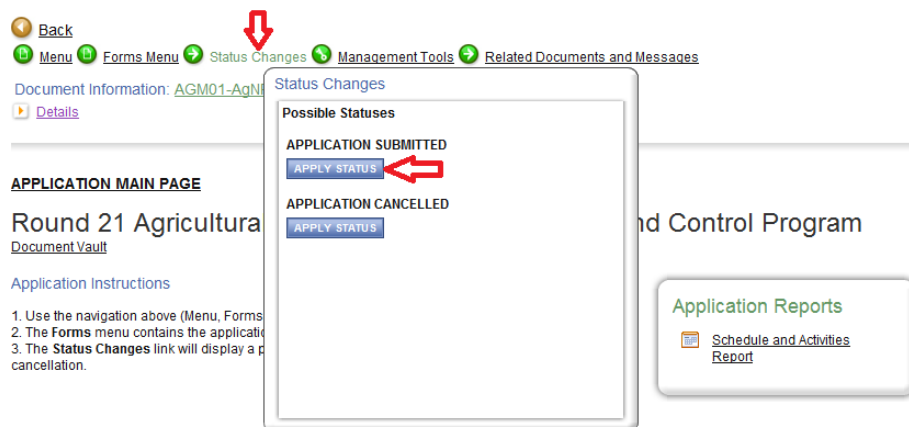 Back
Menu Forms Menu Status Changes Management Tools Related Documents and Messages
Document Information: AGM01-AgN
Details
Status Changes
Possible Statuses
APPLICATION SUBMITTED
APPLY STATUS
APPLICATION CANCELLED
APPLY STATUS
APPLICATION MAIN PAGE
Round 21 Agricultura nd Control Program
Document Vault
Application Instructions
1. Use the navigation above (Menu, Forms
2. The Forms menu contains the applicatio
3. The Status Changes link will display a p
cancellation.
Application Reports
Schedule and Activities
Report